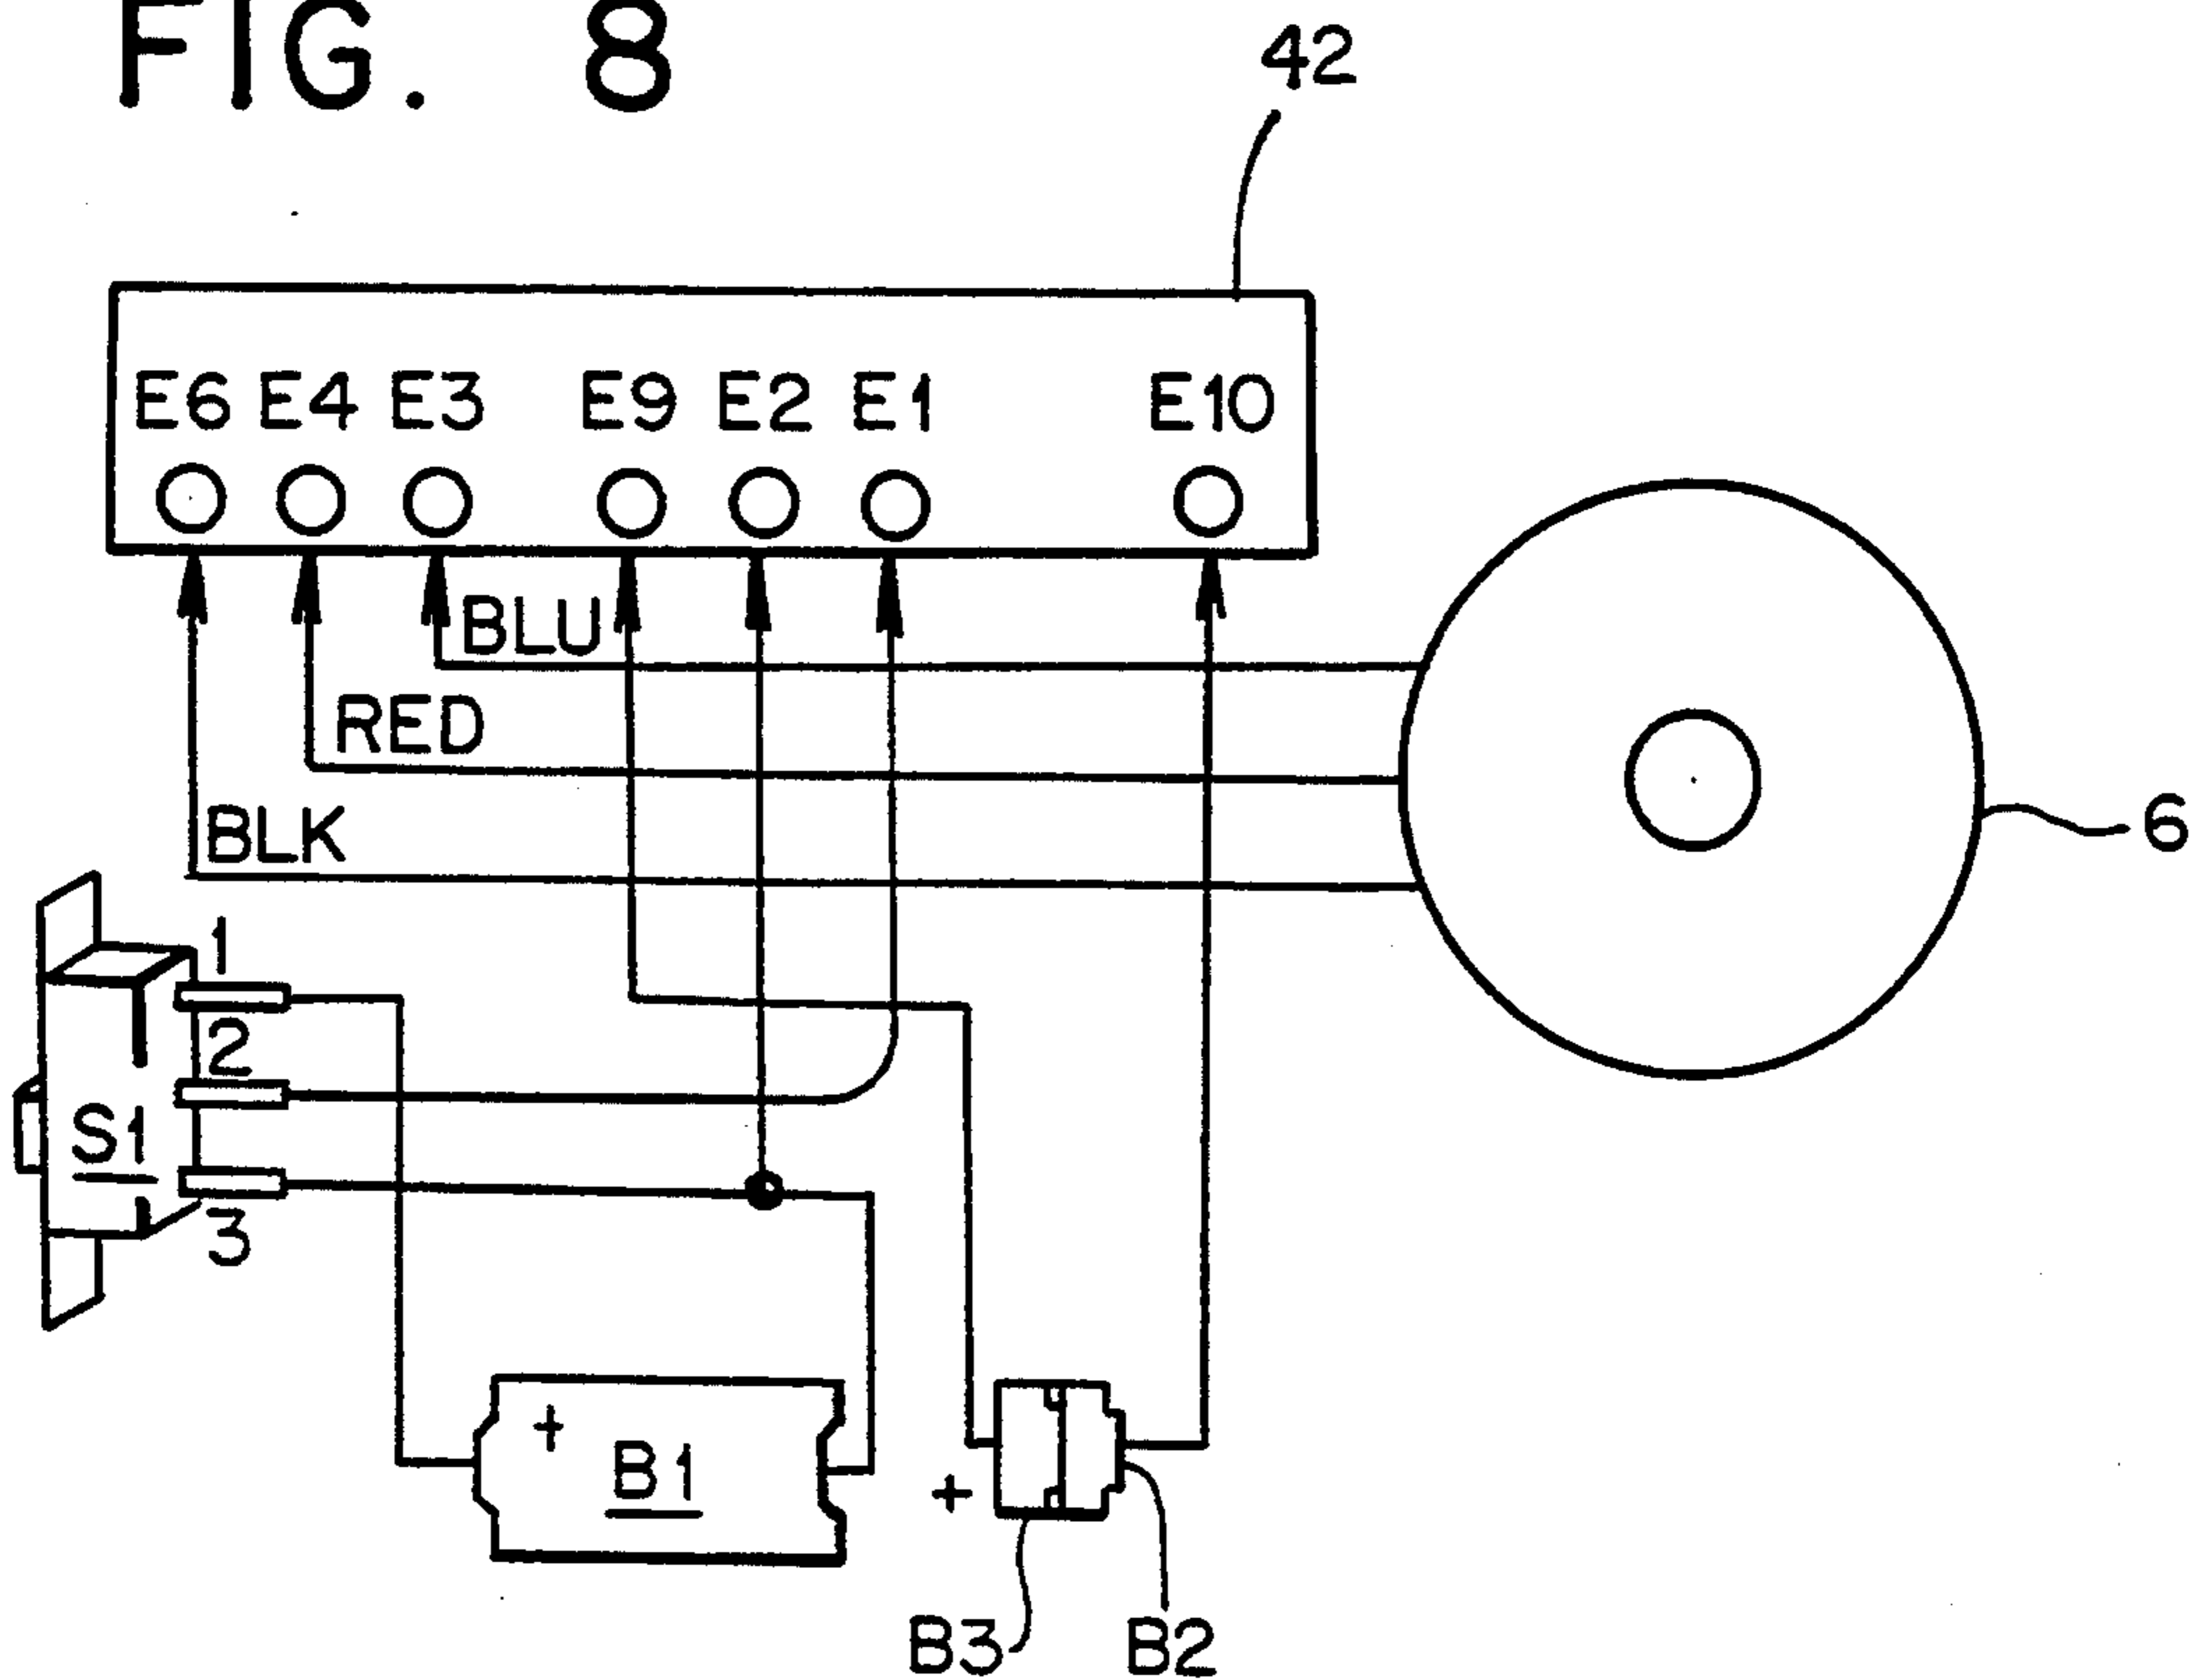 FIG. 8
42
E6 E4 E3 E9 E2 E1 E10
BLU
RED
BLK
6
1
2
S1
3
+
B1
+
B3
B2